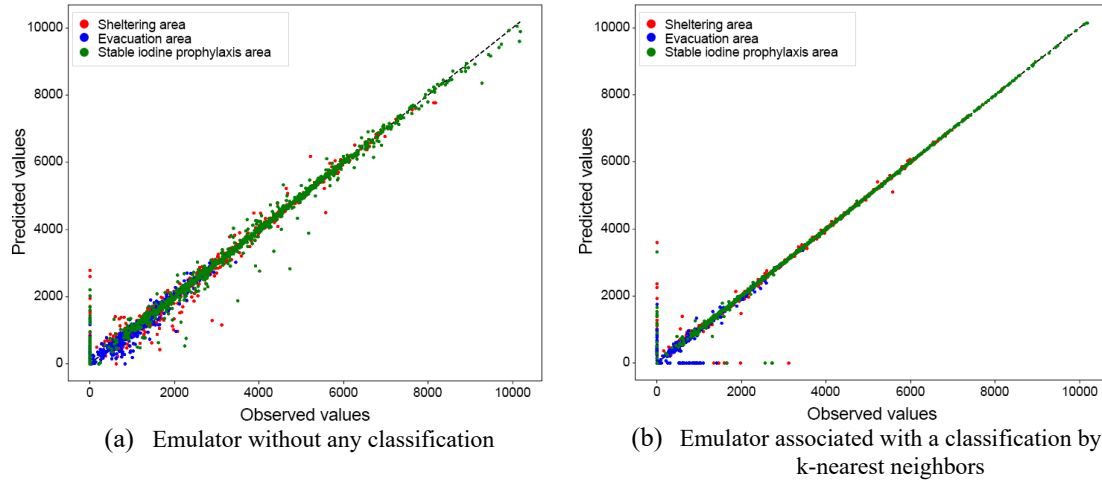 Sheltering area
Evacuation area
Stable iodine prophylaxis area
10000
8000
6000
4000
2000
0
Predicted values
0
2000
4000
6000
8000
10000
Observed values
(a) Emulator without any classification
Sheltering area
Evacuation area
Stable iodine prophylaxis area
10000
8000
6000
4000
2000
0
Predicted values
0
2000
4000
6000
8000
10000
Observed values
(b) Emulator associated with a classification by
k-nearest neighbors